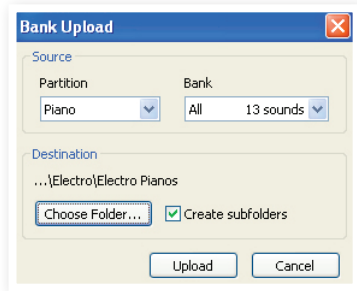 Bank Upload
Source
Partition Bank
Piano All 13 sounds
Destination
...\Electro\Electro Pianos
Choose Folder... Create subfolders
Upload Cancel